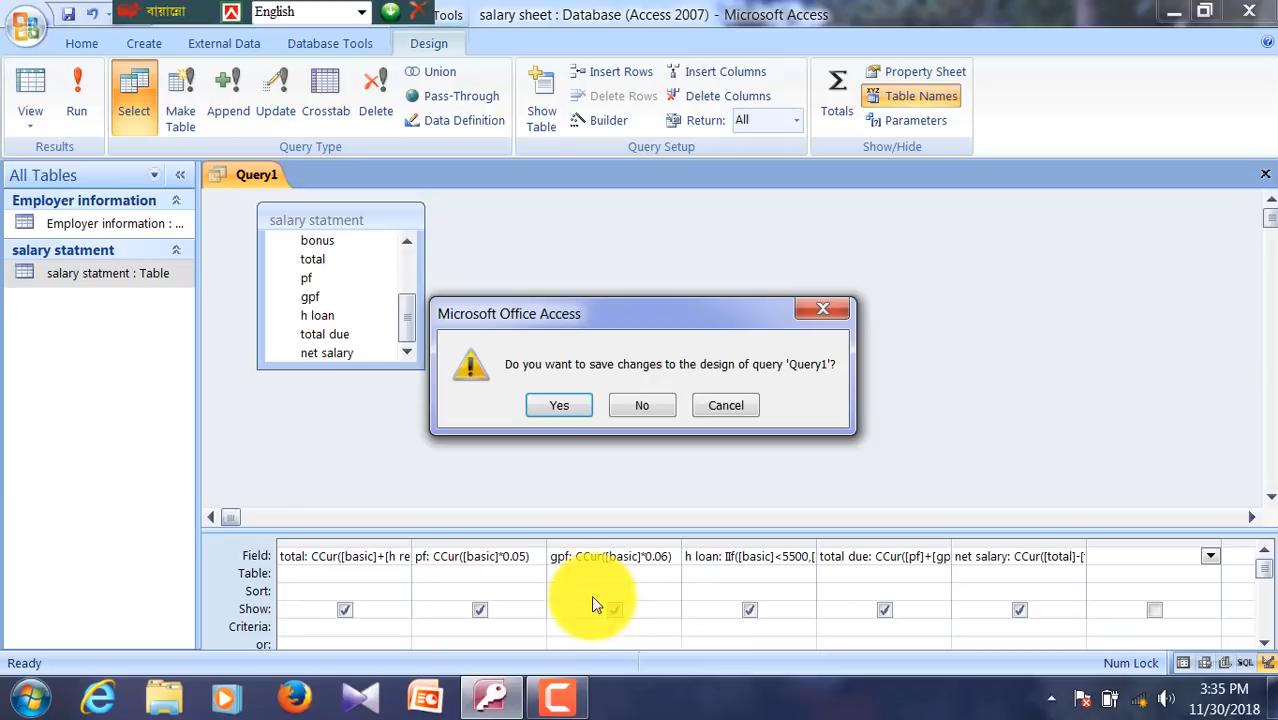 বায়ান্নো
English
Tools
salary sheet : Database (Access 2007) - Microsoft Access
Home
Create
External Data
Database Tools
Design
View
Run
Results
Select
Make Table
Append
Update
Crosstab
Delete
Union
Pass-Through
Data Definition
Query Type
Show Table
Insert Rows
Delete Rows
Builder
Insert Columns
Delete Columns
Return: All
Query Setup
Totals
Property Sheet
Table Names
Parameters
Show/Hide
All Tables
Query1
Employer information
Employer information : ...
salary statment
salary statment : Table
salary statment
bonus
total
pf
gpf
h loan
total due
net salary
Microsoft Office Access
Do you want to save changes to the design of query 'Query1'?
Yes
No
Cancel
Field: total: CCur([basic]+[h re pf: CCur([basic]*0.05) gpf: CCur([basic]*0.06) h loan: IIf([basic]<5500,[ total due: CCur([pf]+[gp net salary: CCur([total]-[
Table:
Sort:
Show:
Criteria:
or:
Ready
Num Lock
SQL
3:35 PM
11/30/2018